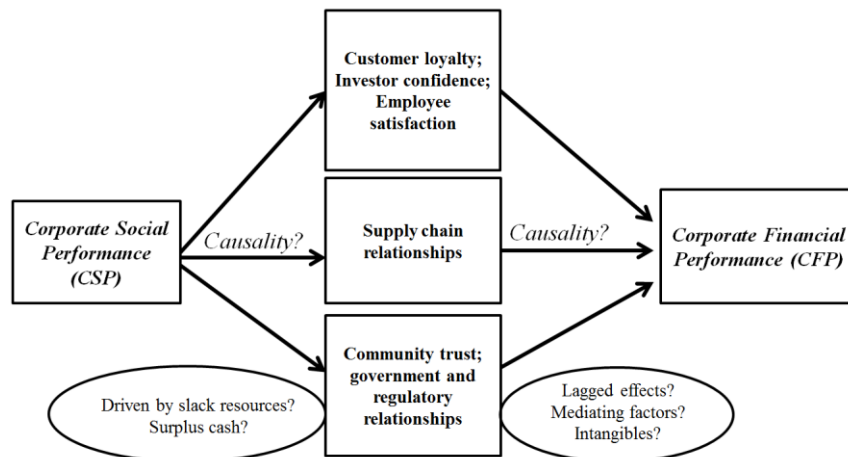 Customer loyalty;
Investor confidence;
Employee
satisfaction
Corporate Social
Performance
(CSP)
Causality?
Supply chain
relationships
Causality?
Corporate Financial
Performance (CFP)
Community trust;
government and
regulatory
relationships
Driven by slack resources?
Surplus cash?
Lagged effects?
Mediating factors?
Intangibles?